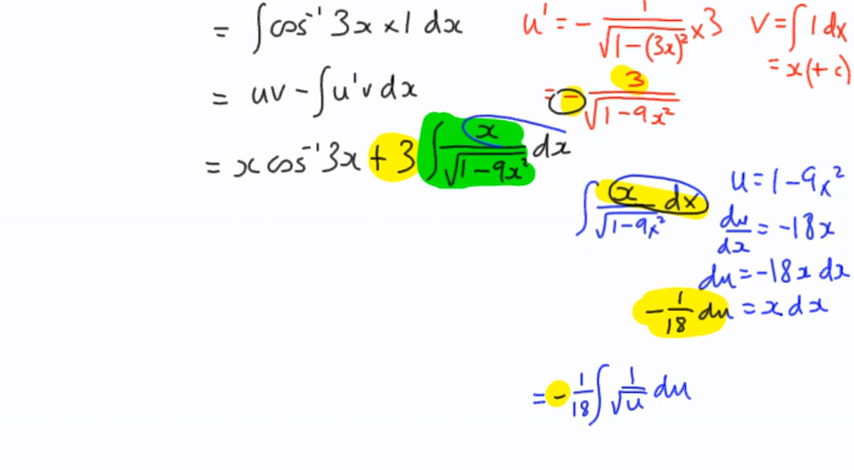 = ∫cos⁻¹ 3x × 1 dx
u' = - 1/√(1-(3x)²) × 3
v = ∫1 dx
= x(+c)
= uv - ∫u'v dx
= - 3/√(1-9x²)
= x cos⁻¹3x + 3 ∫ x/√(1-9x²) dx
∫ x dx/√(1-9x²)
u = 1-9x²
du/dx = -18x
du = -18x dx
-1/18 du = x dx
= - 1/18 ∫ 1/√u du